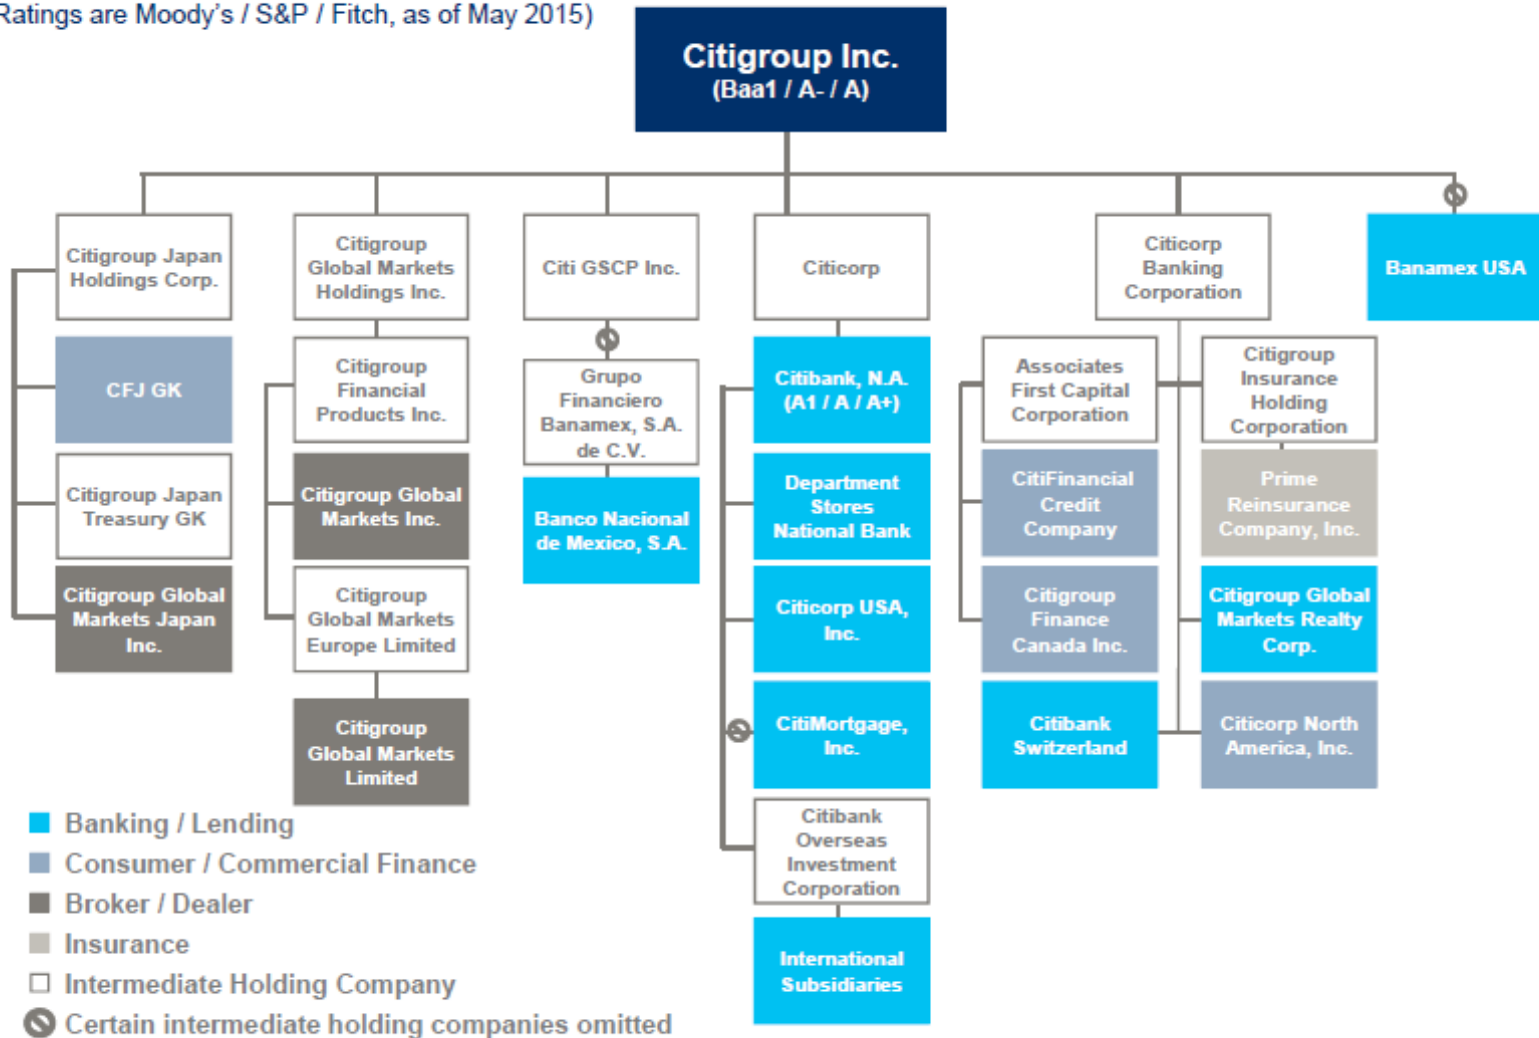 Ratings are Moody's / S&P / Fitch, as of May 2015)
Citigroup Inc.
(Baa1 / A- / A)
Citigroup Japan
Holdings Corp.
Citigroup
Global Markets
Holdings Inc.
Citi GSCP Inc.
Citicorp
Citicorp
Banking
Corporation
Banamex USA
CFJ GK
Citigroup
Financial
Products Inc.
Grupo
Financiero
Banamex, S.A.
de C.V.
Citibank, N.A.
(A1 / A / A+)
Associates
First Capital
Corporation
Citigroup
Insurance
Holding
Corporation
Citigroup Japan
Treasury GK
Citigroup Global
Markets Inc.
Banco Nacional
de Mexico, S.A.
Department
Stores
National Bank
CitiFinancial
Credit
Company
Prime
Reinsurance
Company, Inc.
Citigroup Global
Markets Japan
Inc.
Citigroup
Global Markets
Europe Limited
Citicorp USA,
Inc.
Citigroup
Finance
Canada Inc.
Citigroup Global
Markets Realty
Corp.
Citigroup
Global Markets
Limited
CitiMortgage,
Inc.
Citibank
Switzerland
Citicorp North
America, Inc.
Citibank
Overseas
Investment
Corporation
International
Subsidiaries
Banking / Lending
Consumer / Commercial Finance
Broker / Dealer
Insurance
Intermediate Holding Company
Certain intermediate holding companies omitted